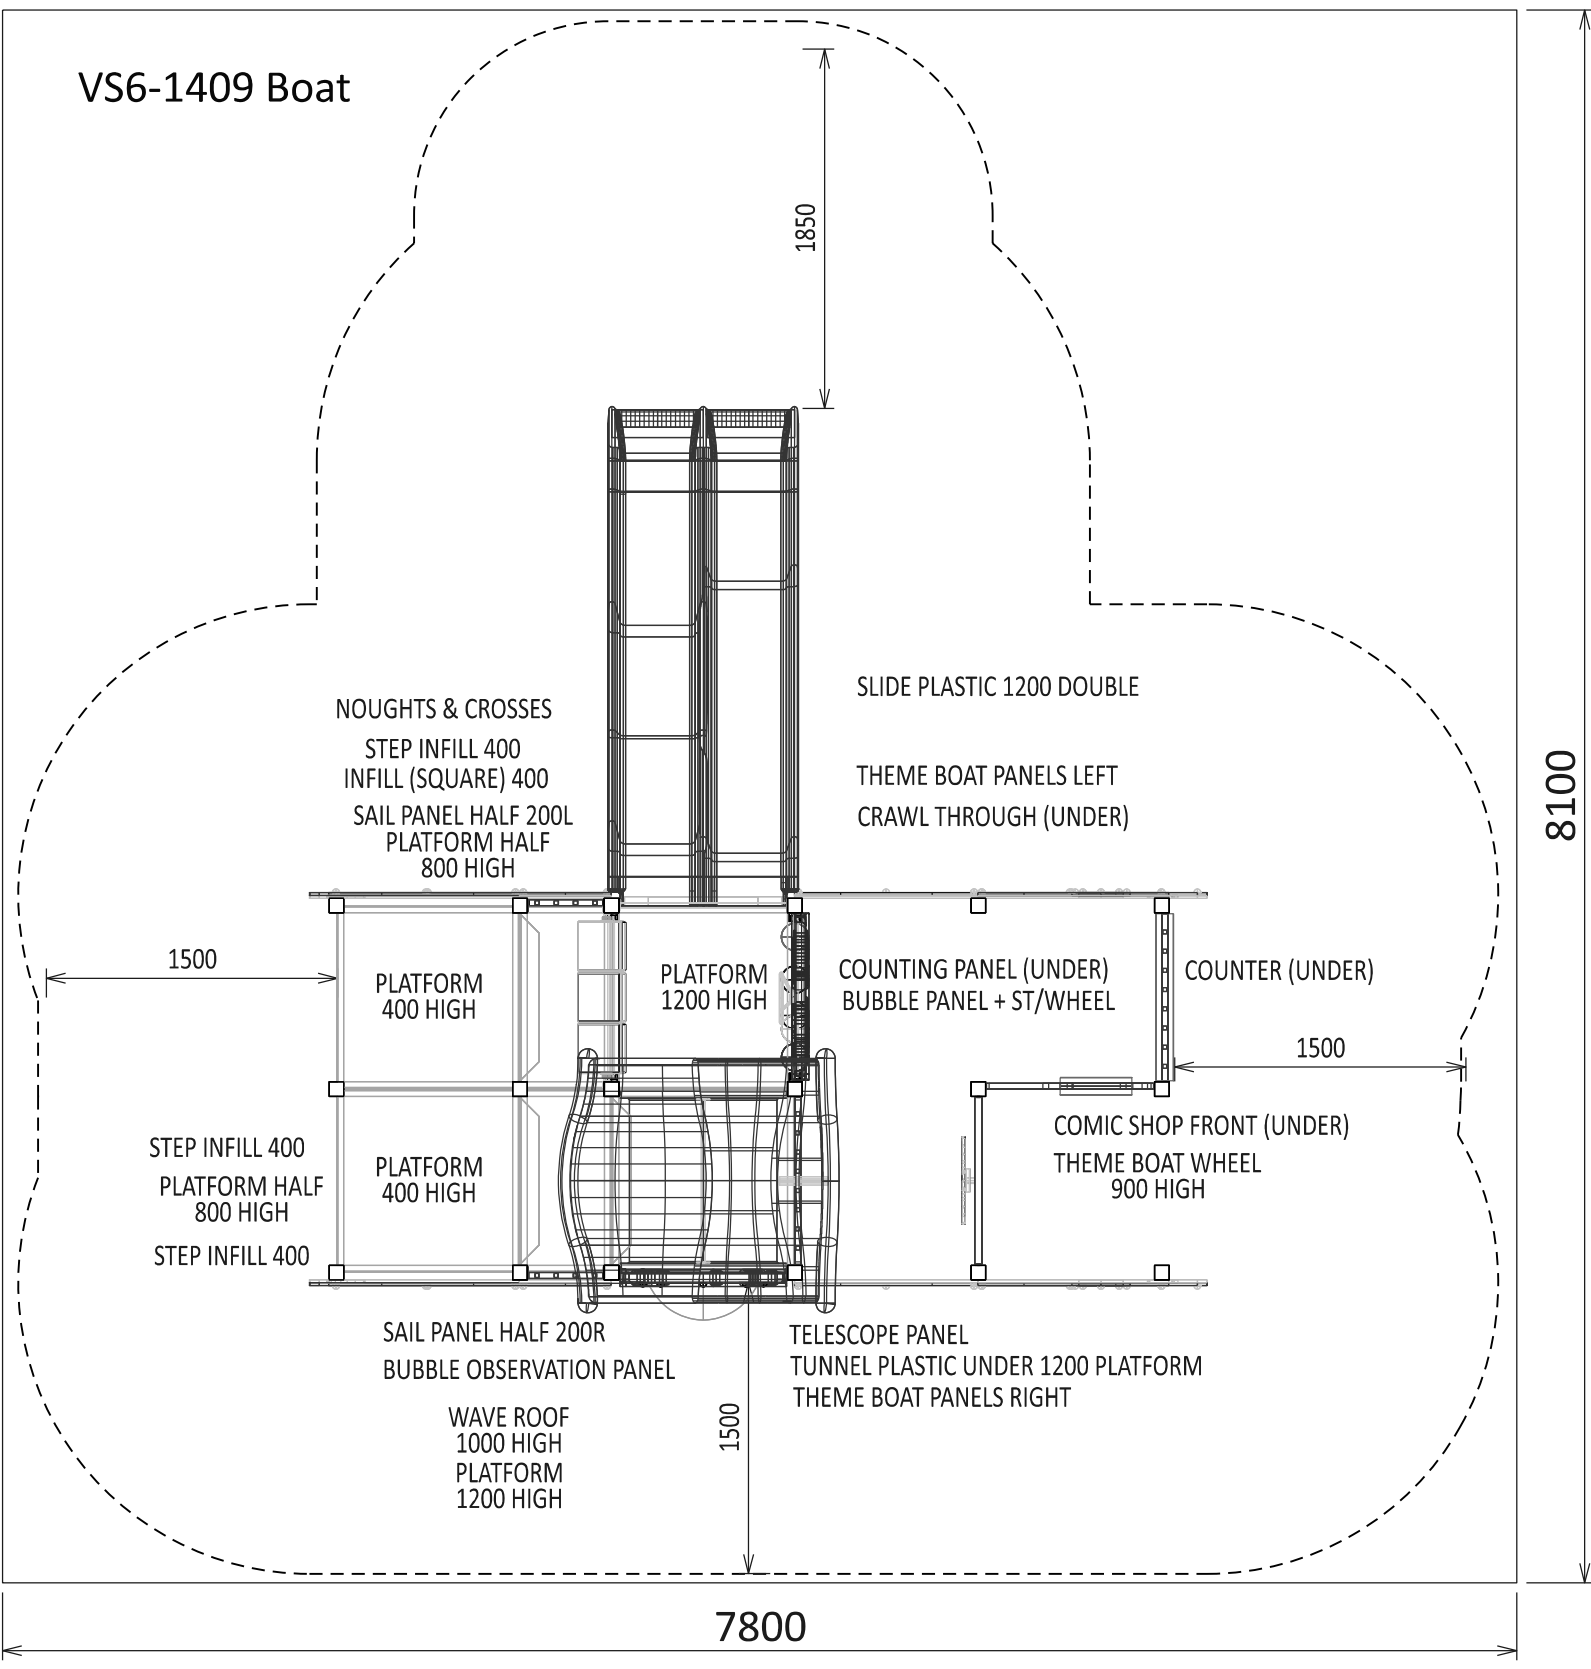 VS6-1409 Boat
1850
8100
SLIDE PLASTIC 1200 DOUBLE
NOUGHTS & CROSSES
STEP INFILL 400
INFILL (SQUARE) 400
SAIL PANEL HALF 200L
PLATFORM HALF
800 HIGH
THEME BOAT PANELS LEFT
CRAWL THROUGH (UNDER)
1500
PLATFORM
400 HIGH
PLATFORM
1200 HIGH
COUNTING PANEL (UNDER)
BUBBLE PANEL + ST/WHEEL
COUNTER (UNDER)
1500
STEP INFILL 400
PLATFORM HALF
800 HIGH
STEP INFILL 400
PLATFORM
400 HIGH
COMIC SHOP FRONT (UNDER)
THEME BOAT WHEEL
900 HIGH
SAIL PANEL HALF 200R
BUBBLE OBSERVATION PANEL
WAVE ROOF
1000 HIGH
PLATFORM
1200 HIGH
1500
TELESCOPE PANEL
TUNNEL PLASTIC UNDER 1200 PLATFORM
THEME BOAT PANELS RIGHT
7800